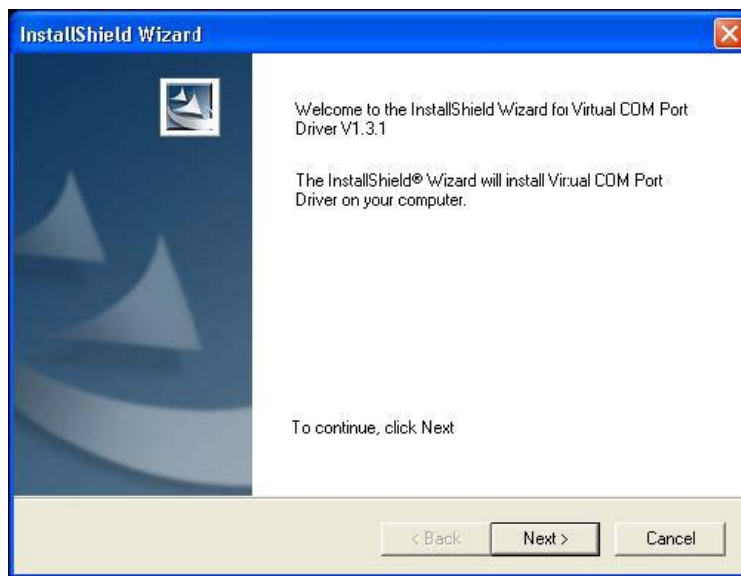 InstallShield Wizard
Welcome to the InstallShield Wizard for Virtual COM Port
Driver V1.3.1
The InstallShield® Wizard will install Virtual COM Port
Driver on your computer.
To continue, click Next
< Back
Next >
Cancel